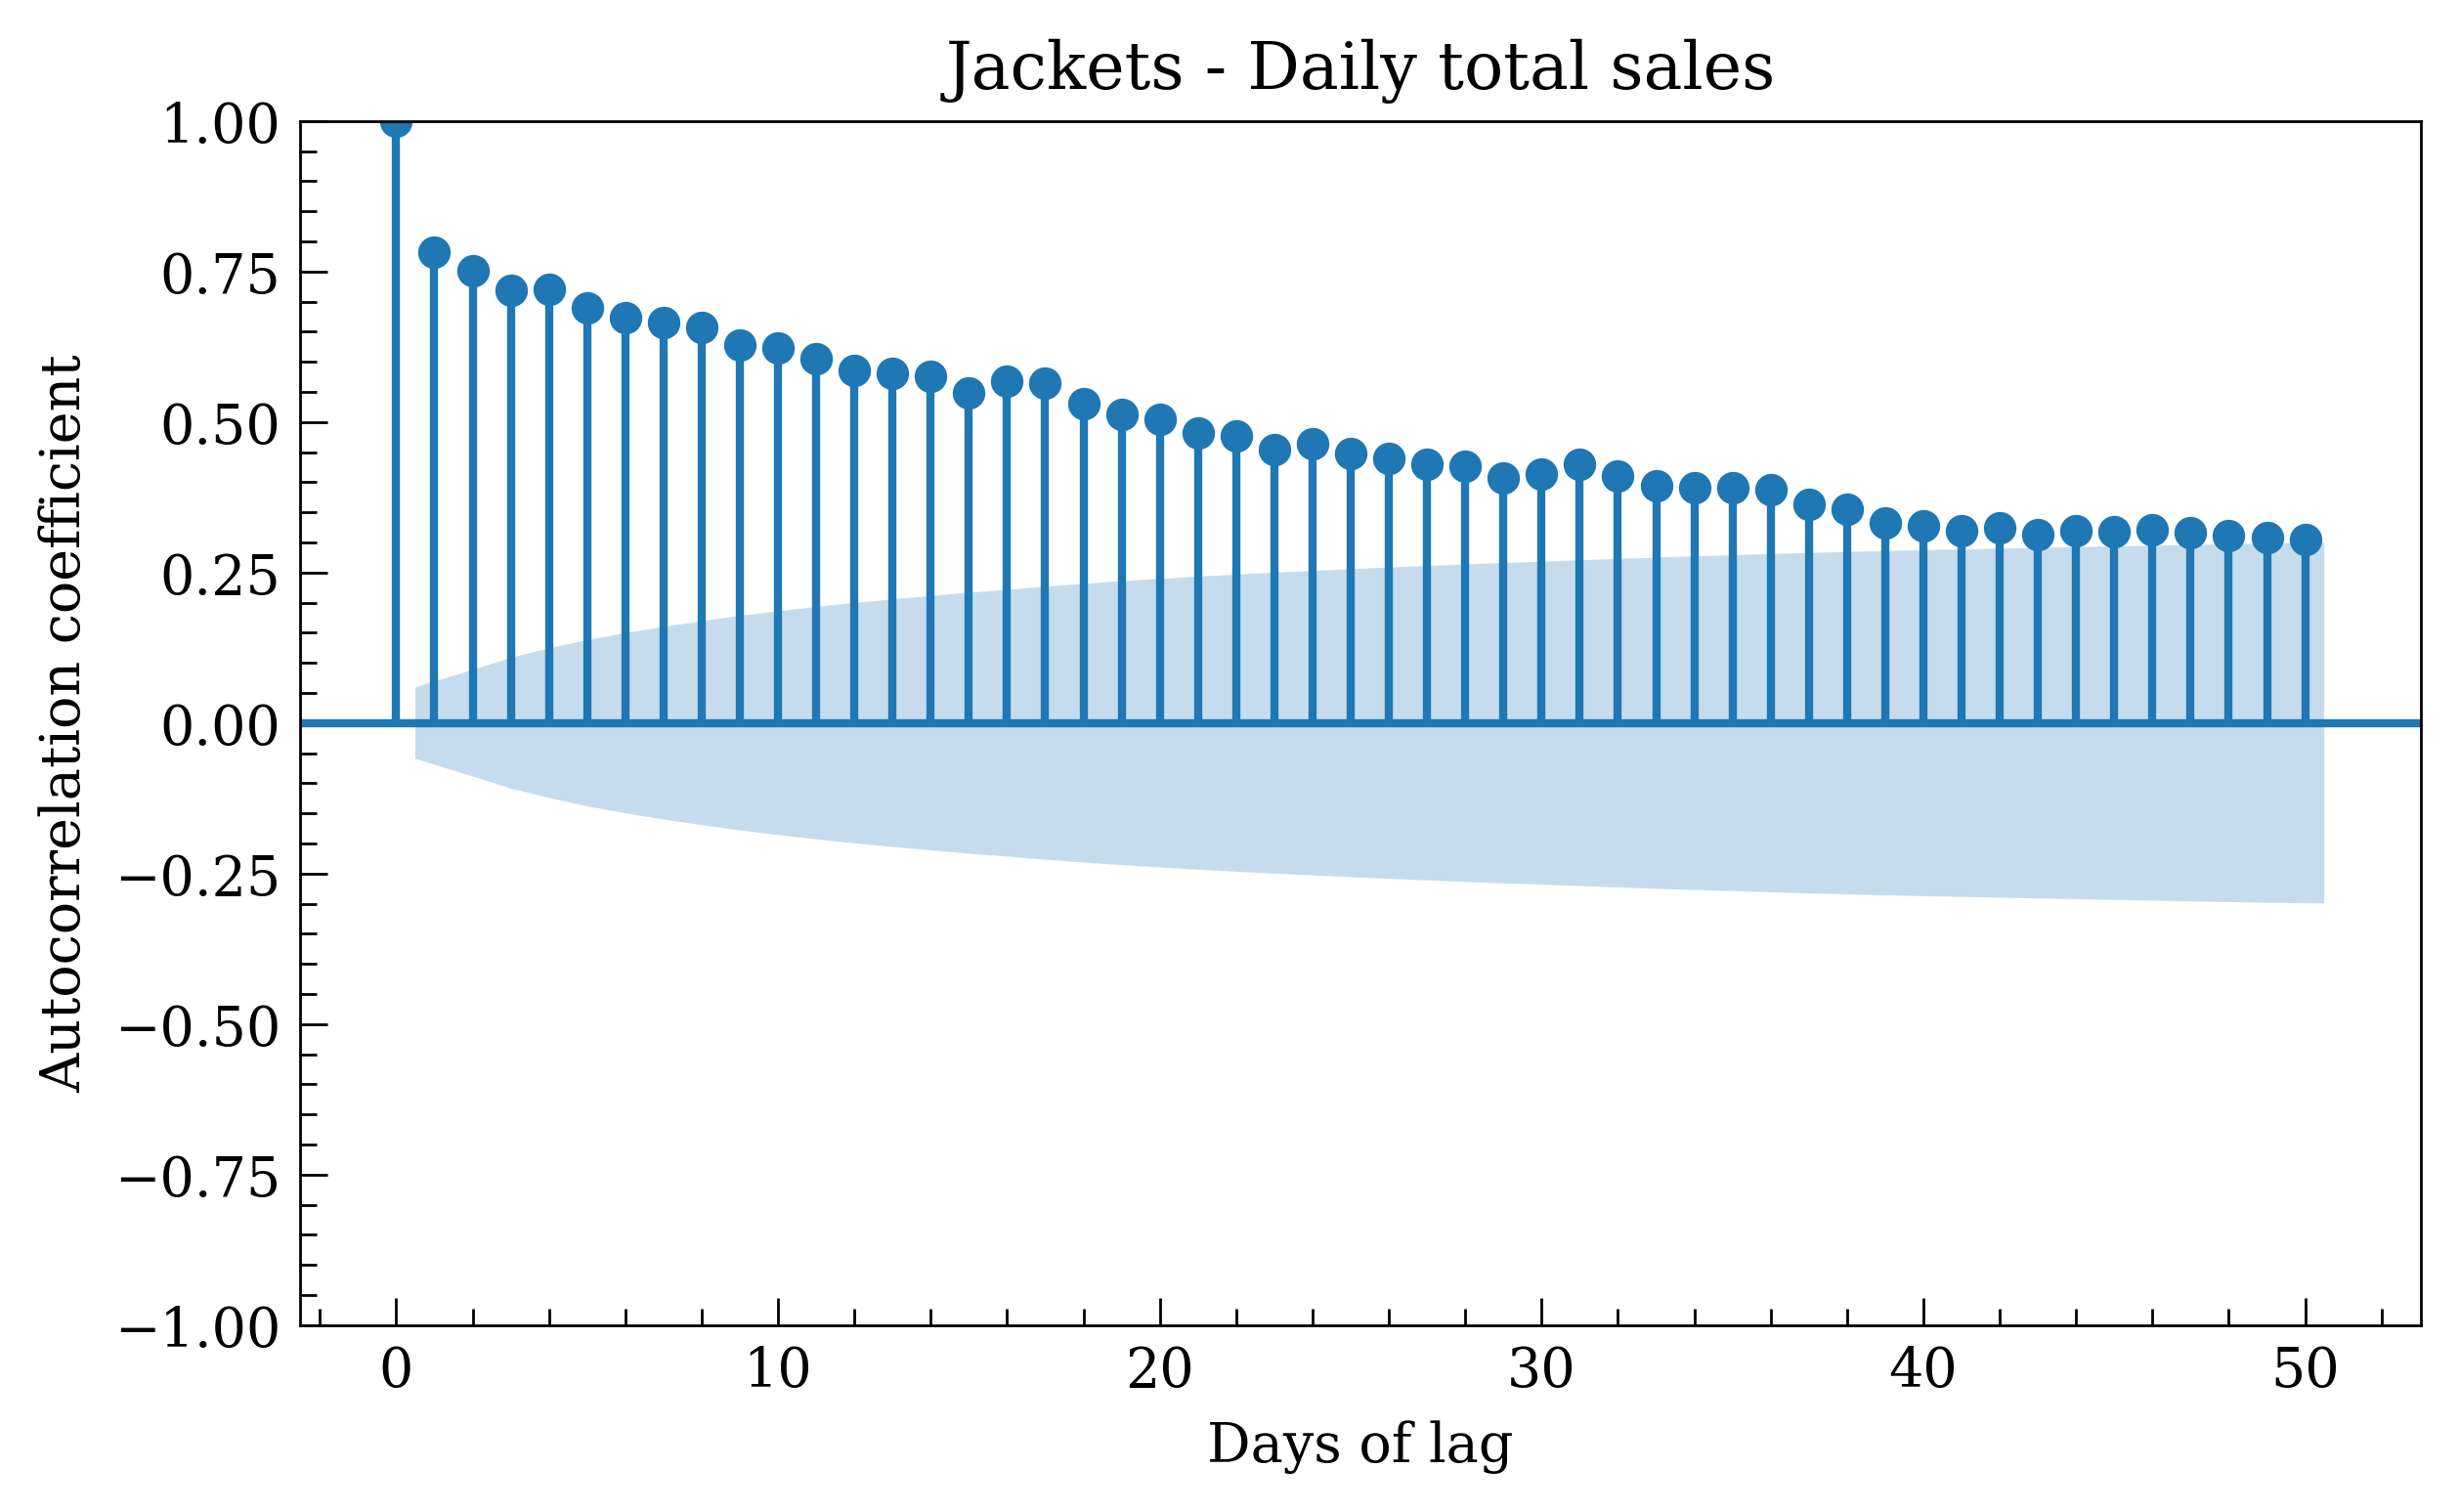 Jackets - Daily total sales
Autocorrelation coefficient
1.00
0.75
0.50
0.25
0.00
−0.25
−0.50
−0.75
−1.00
0 10 20 30 40 50
Days of lag